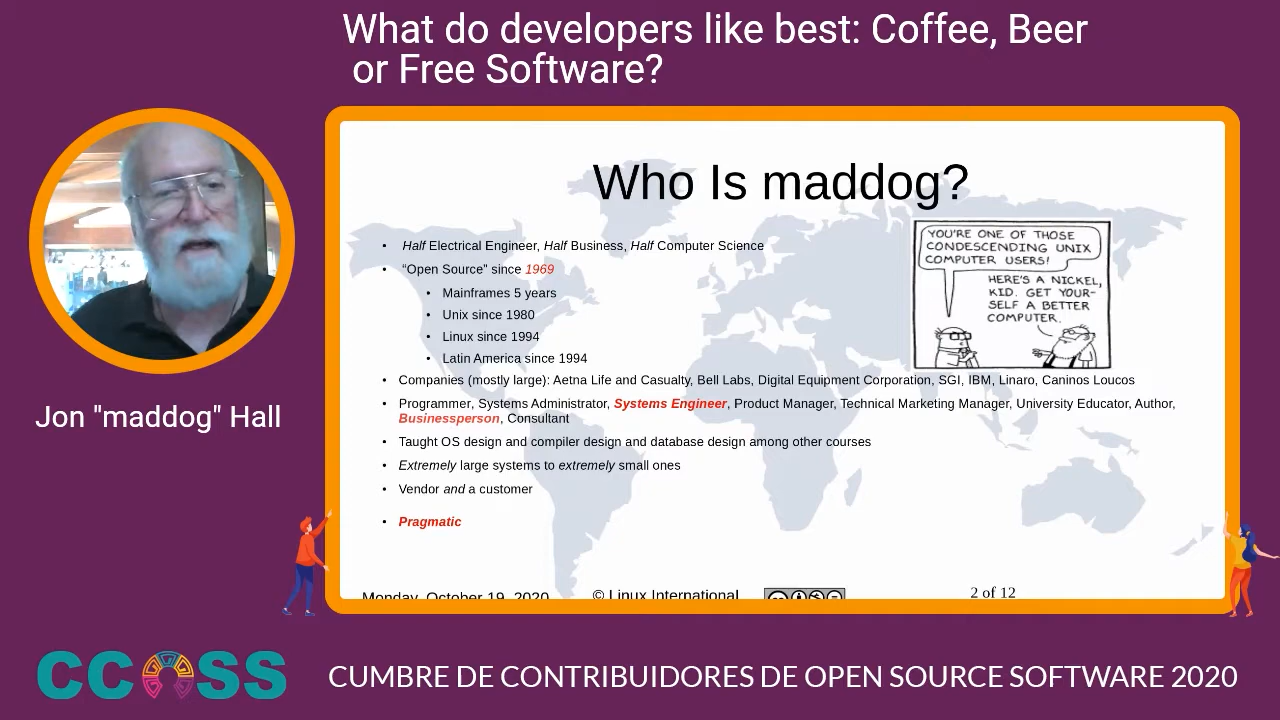 What do developers like best: Coffee, Beer
or Free Software?
Jon "maddog" Hall
Who Is maddog?
• Half Electrical Engineer, Half Business, Half Computer Science
• “Open Source” since 1969
• Mainframes 5 years
• Unix since 1980
• Linux since 1994
• Latin America since 1994
YOU'RE ONE OF THOSE
CONDESCENDING UNIX
COMPUTER USERS!
HERE'S A NICKEL,
KID. GET YOUR-
SELF A BETTER
COMPUTER.
• Companies (mostly large): Aetna Life and Casualty, Bell Labs, Digital Equipment Corporation, SGI, IBM, Linaro, Caninos Loucos
• Programmer, Systems Administrator, Systems Engineer, Product Manager, Technical Marketing Manager, University Educator, Author,
Businessperson, Consultant
• Taught OS design and compiler design and database design among other courses
• Extremely large systems to extremely small ones
• Vendor and a customer
• Pragmatic
Monday, October 19, 2020 © Linux International 2 of 12
CCOSS
CUMBRE DE CONTRIBUIDORES DE OPEN SOURCE SOFTWARE 2020